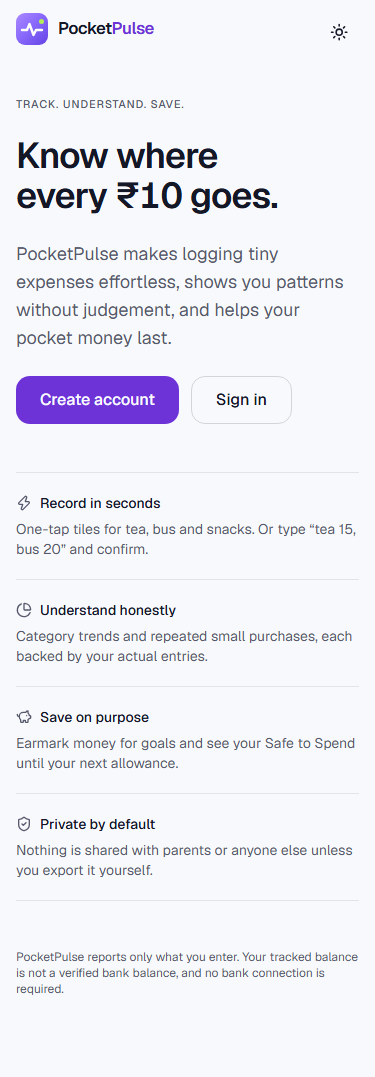 PocketPulse
TRACK. UNDERSTAND. SAVE.
Know where
every ₹10 goes.
PocketPulse makes logging tiny
expenses effortless, shows you patterns
without judgement, and helps your
pocket money last.
Create account
Sign in
Record in seconds
One-tap tiles for tea, bus and snacks. Or type “tea 15,
bus 20” and confirm.
Understand honestly
Category trends and repeated small purchases, each
backed by your actual entries.
Save on purpose
Earmark money for goals and see your Safe to Spend
until your next allowance.
Private by default
Nothing is shared with parents or anyone else unless
you export it yourself.
PocketPulse reports only what you enter. Your tracked balance
is not a verified bank balance, and no bank connection is
required.